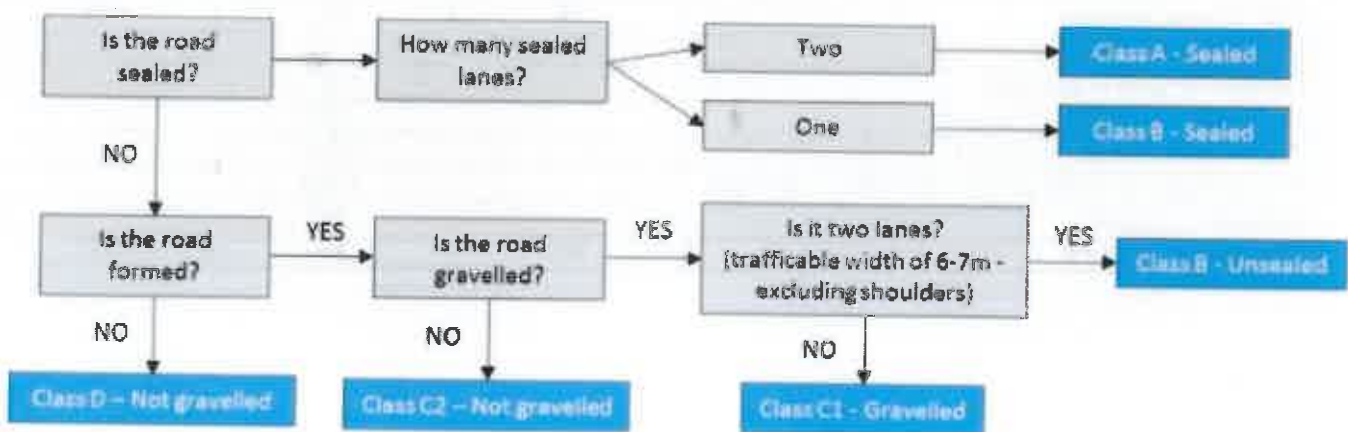 Is the road
sealed?
How many sealed
lanes?
Two
Class A - Sealed
One
Class B - Sealed
NO
Is the road
formed?
YES
Is the road
gravelled?
YES
Is it two lanes?
(trafficable width of 6-7m -
excluding shoulders)
YES
Class B - Unsealed
NO
NO
NO
Class D – Not gravelled
Class C2 – Not gravelled
Class C1 - Gravelled